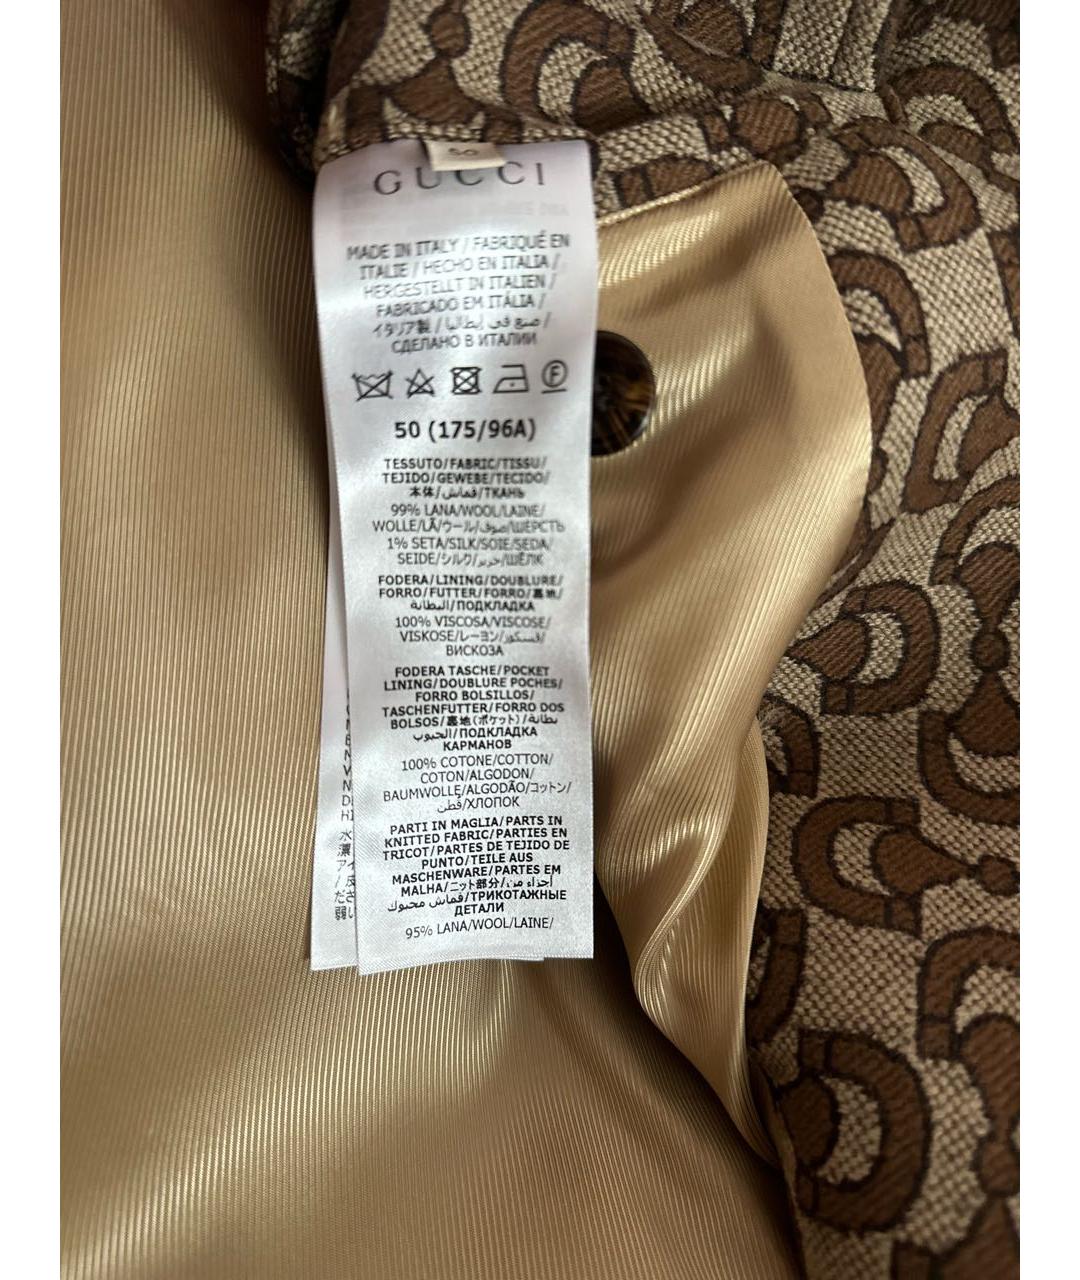 50
GUCCI
MADE IN ITALY / FABRIQUÉ EN
ITALIE / HECHO EN ITALIA /
HERGESTELLT IN ITALIEN /
FABRICADO EM ITÁLIA /
イタリア製 / صنع في إيطاليا /
СДЕЛАНО В ИТАЛИИ
F
50 (175/96A)
TESSUTO/FABRIC/TISSU/
TEJIDO/GEWEBE/TECIDO/
本体/قماش/ТКАНЬ
99% LANA/WOOL/LAINE/
WOLLE/LÃ/ウール/صوف/ШЕРСТЬ
1% SETA/SILK/SOIE/SEDA/
SEIDE/シルク/حرير/ШЁЛК
FODERA/LINING/DOUBLURE/
FORRO/FUTTER/FORRO/裏地/
البطانة/ПОДКЛАДКА
100% VISCOSA/VISCOSE/
VISKOSE/レーヨン/فسكوز/
ВИСКОЗА
FODERA TASCHE/POCKET
LINING/DOUBLURE POCHES/
FORRO BOLSILLOS/
TASCHENFUTTER/FORRO DOS
BOLSOS/裏地(ポケット)/بطانة
الجيوب/ПОДКЛАДКА
КАРМАНОВ
100% COTONE/COTTON/
COTON/ALGODON/
BAUMWOLLE/ALGODÃO/コットン/
قطن/ХЛОПОК
PARTI IN MAGLIA/PARTS IN
KNITTED FABRIC/PARTIES EN
TRICOT/PARTES DE TEJIDO DE
PUNTO/TEILE AUS
MASCHENWARE/PARTES EM
MALHA/ニット部分/أجزاء من
قماش محبوك/ТРИКОТАЖНЫЕ
ДЕТАЛИ
95% LANA/WOOL/LAINE/